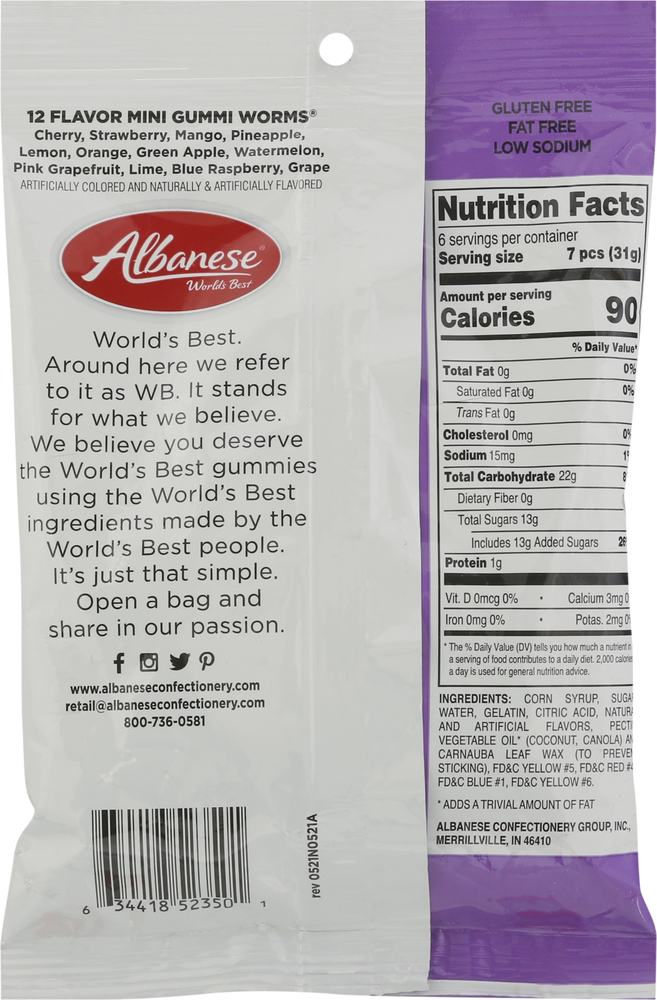 12 FLAVOR MINI GUMMI WORMS®
Cherry, Strawberry, Mango, Pineapple,
Lemon, Orange, Green Apple, Watermelon,
Pink Grapefruit, Lime, Blue Raspberry, Grape
ARTIFICIALLY COLORED AND NATURALLY & ARTIFICIALLY FLAVORED
Albanese®
World's Best
World's Best.
Around here we refer
to it as WB. It stands
for what we believe.
We believe you deserve
the World's Best gummies
using the World's Best
ingredients made by the
World's Best people.
It's just that simple.
Open a bag and
share in our passion.
www.albaneseconfectionery.com
retail@albaneseconfectionery.com
800-736-0581
6 34418 52350 1
rev 0521N0521A
GLUTEN FREE
FAT FREE
LOW SODIUM
Nutrition Facts
6 servings per container
Serving size 7 pcs (31g)
Amount per serving
Calories 90
% Daily Value*
Total Fat 0g 0%
Saturated Fat 0g 0%
Trans Fat 0g
Cholesterol 0mg 0%
Sodium 15mg 1%
Total Carbohydrate 22g 8
Dietary Fiber 0g
Total Sugars 13g
Includes 13g Added Sugars 26
Protein 1g
Vit. D 0mcg 0% • Calcium 3mg 0
Iron 0mg 0% • Potas. 2mg 0%
* The % Daily Value (DV) tells you how much a nutrient in
a serving of food contributes to a daily diet. 2,000 calories
a day is used for general nutrition advice.
INGREDIENTS: CORN SYRUP, SUGA
WATER, GELATIN, CITRIC ACID, NATURA
AND ARTIFICIAL FLAVORS, PECTI
VEGETABLE OIL* (COCONUT, CANOLA) AN
CARNAUBA LEAF WAX (TO PREVEN
STICKING), FD&C YELLOW #5, FD&C RED #4
FD&C BLUE #1, FD&C YELLOW #6.
* ADDS A TRIVIAL AMOUNT OF FAT
ALBANESE CONFECTIONERY GROUP, INC.,
MERRILLVILLE, IN 46410